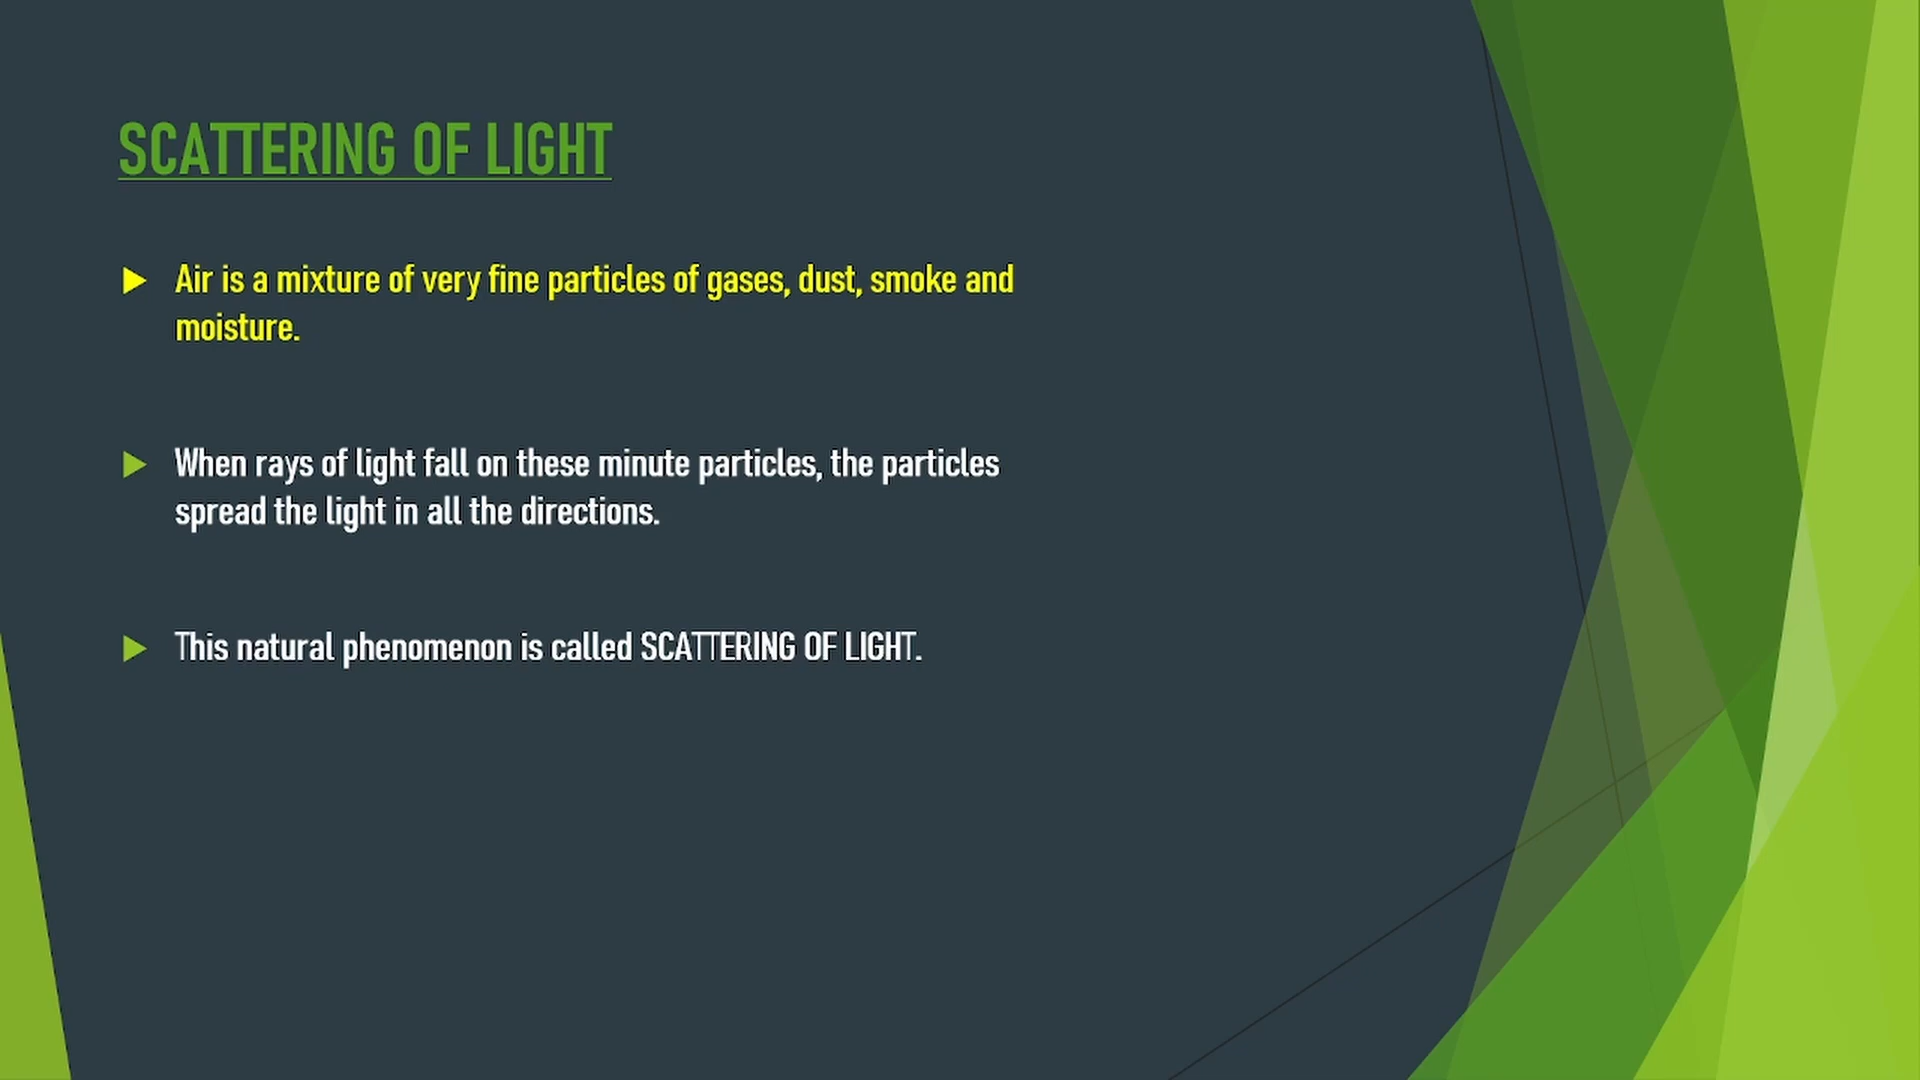 SCATTERING OF LIGHT
Air is a mixture of very fine particles of gases, dust, smoke and
moisture.
When rays of light fall on these minute particles, the particles
spread the light in all the directions.
This natural phenomenon is called SCATTERING OF LIGHT.